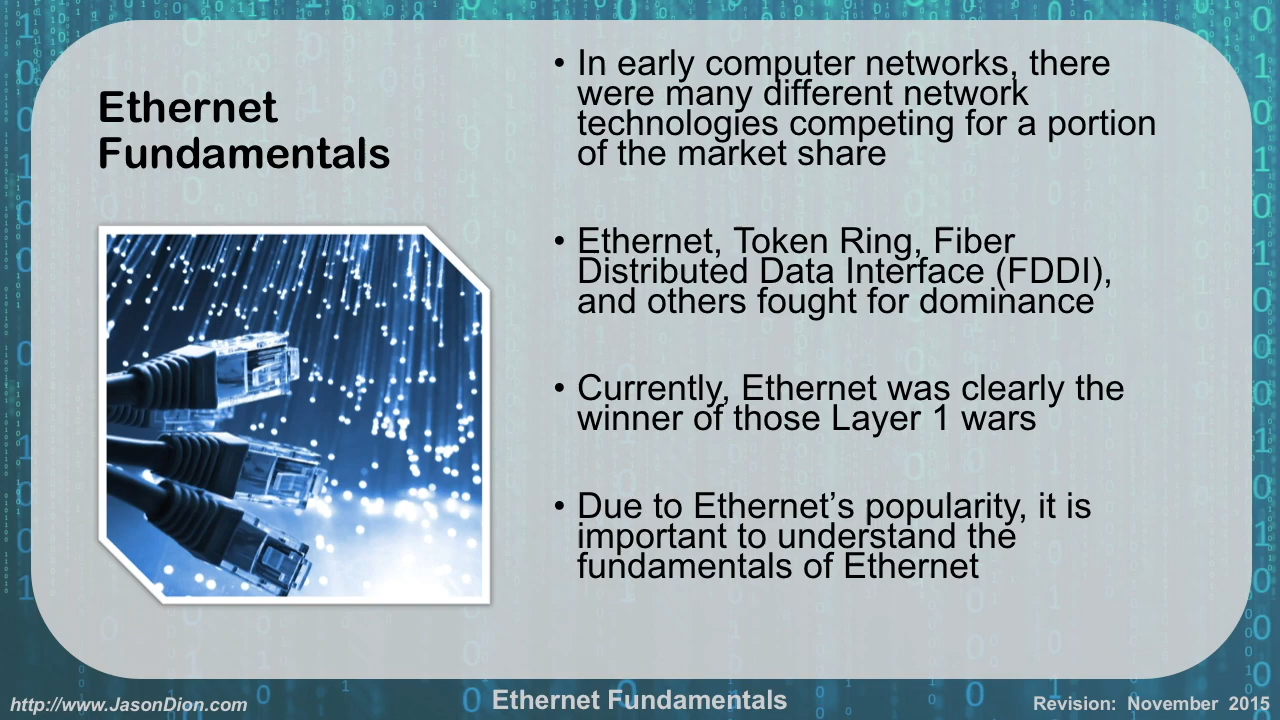 Ethernet
Fundamentals
• In early computer networks, there
were many different network
technologies competing for a portion
of the market share
• Ethernet, Token Ring, Fiber
Distributed Data Interface (FDDI),
and others fought for dominance
• Currently, Ethernet was clearly the
winner of those Layer 1 wars
• Due to Ethernet’s popularity, it is
important to understand the
fundamentals of Ethernet
http://www.JasonDion.com
Ethernet Fundamentals
Revision: November 2015